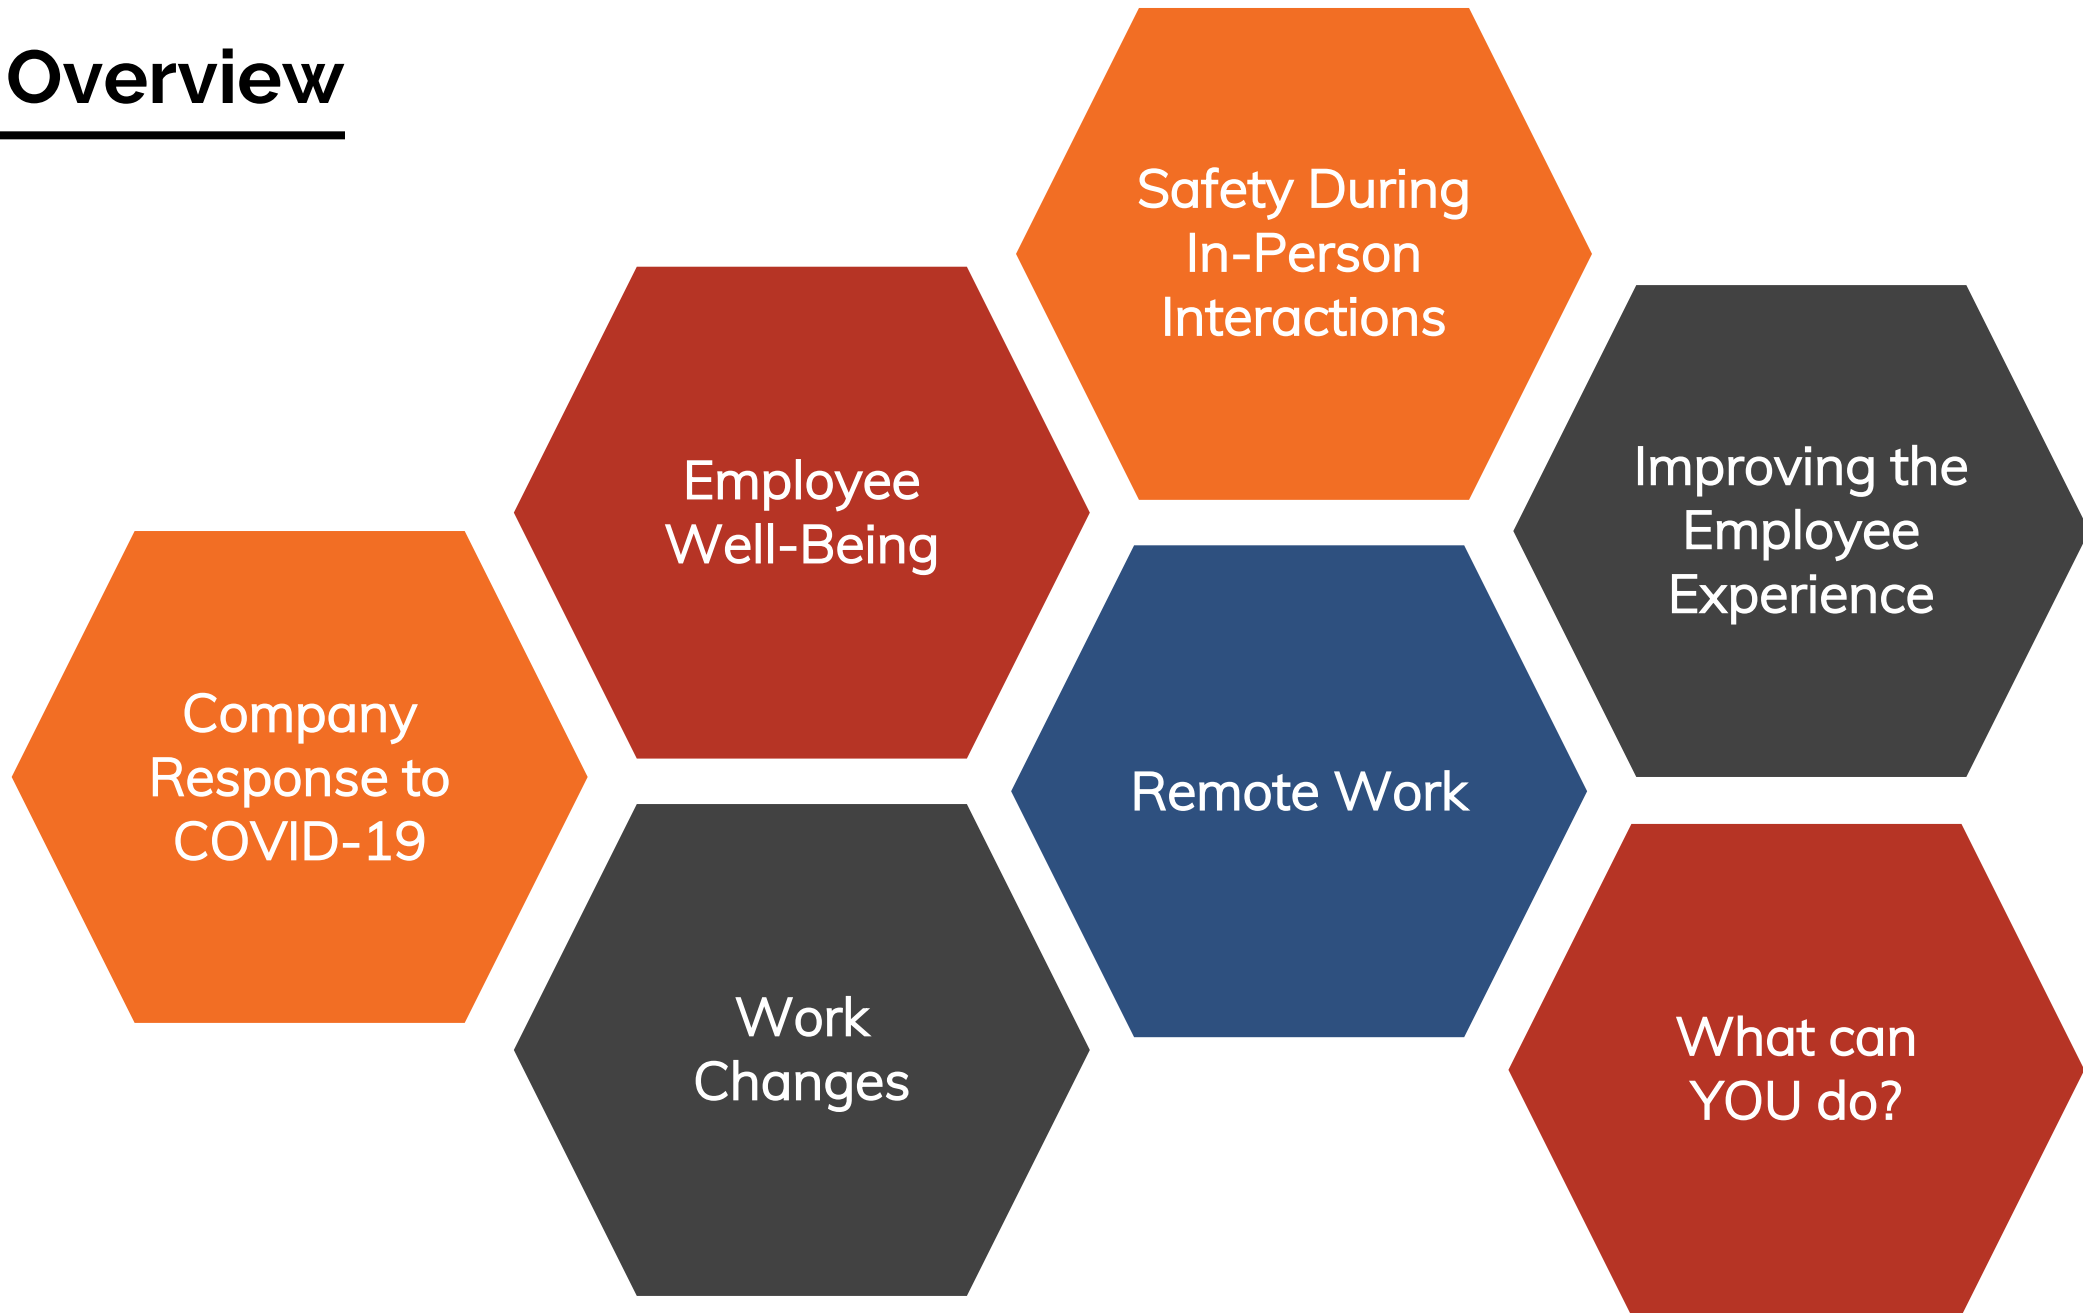 Overview
Company
Response to
COVID-19
Employee
Well-Being
Work
Changes
Safety During
In-Person
Interactions
Remote Work
Improving the
Employee
Experience
What can
YOU do?